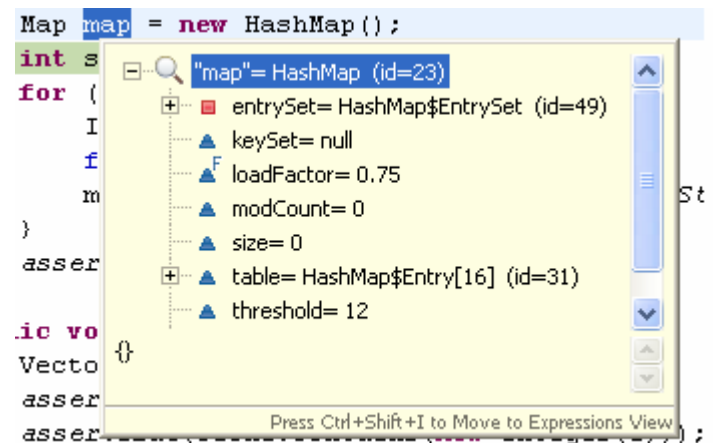 Map map = new HashMap();
int s
"map"= HashMap (id=23)
for (
entrySet= HashMap$EntrySet (id=49)
I
keySet= null
f
F
loadFactor= 0.75
m
modCount= 0
St
}
size= 0
asser
table= HashMap$Entry[16] (id=31)
threshold= 12
ic vo
{}
Vecto
asser
Press Ctrl+Shift+I to Move to Expressions View
asser );